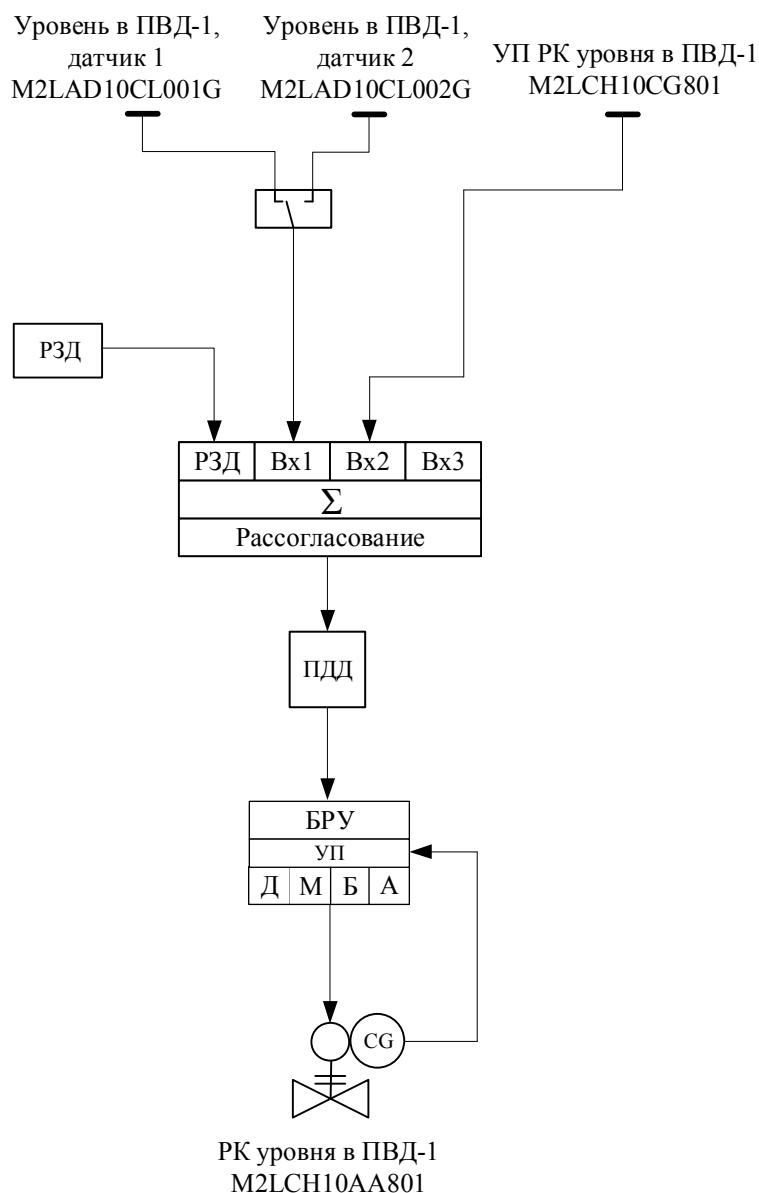 Уровень в ПВД-1,
датчик 1
M2LAD10CL001G
Уровень в ПВД-1,
датчик 2
M2LAD10CL002G
УП РК уровня в ПВД-1
M2LCH10CG801
РЗД
РЗД Вх1 Вх2 Вх3
Σ
Рассогласование
ПДД
БРУ
УП
Д М Б А
CG
РК уровня в ПВД-1
M2LCH10AA801